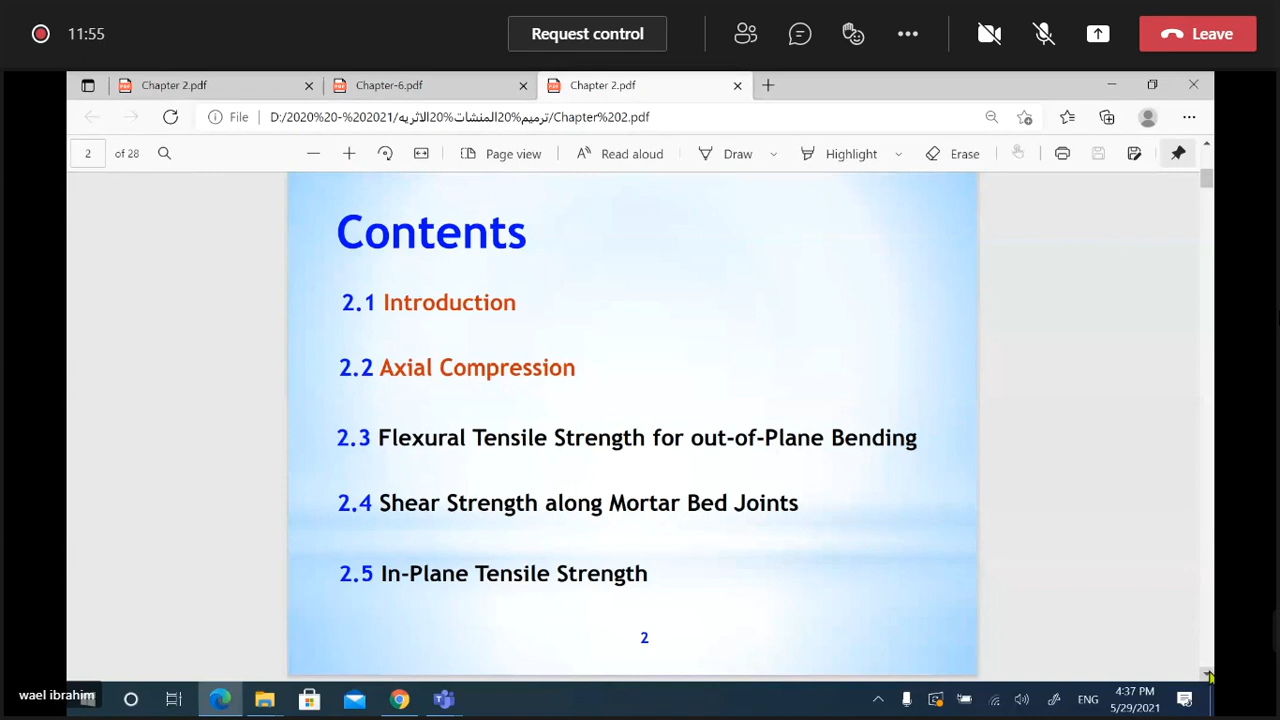 11:55
Request control
Leave
Chapter 2.pdf
Chapter-6.pdf
Chapter 2.pdf
File
D:/2020%20-%202021/ترميم%20المنشات%20الاثريه/Chapter%202.pdf
2 of 28
Page view
Read aloud
Draw
Highlight
Erase
Contents
2.1 Introduction
2.2 Axial Compression
2.3 Flexural Tensile Strength for out-of-Plane Bending
2.4 Shear Strength along Mortar Bed Joints
2.5 In-Plane Tensile Strength
2
wael ibrahim
ENG
4:37 PM
5/29/2021